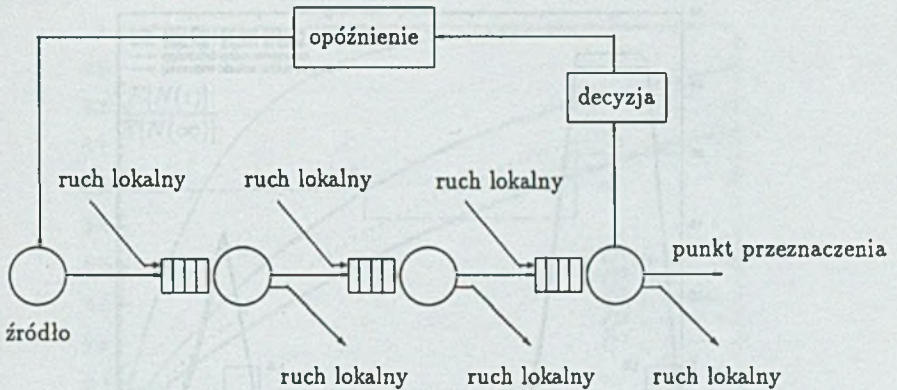 opóźnienie
decyzja
ruch lokalny
ruch lokalny
ruch lokalny
punkt przeznaczenia
źródło
ruch lokalny
ruch lokalny
ruch lokalny